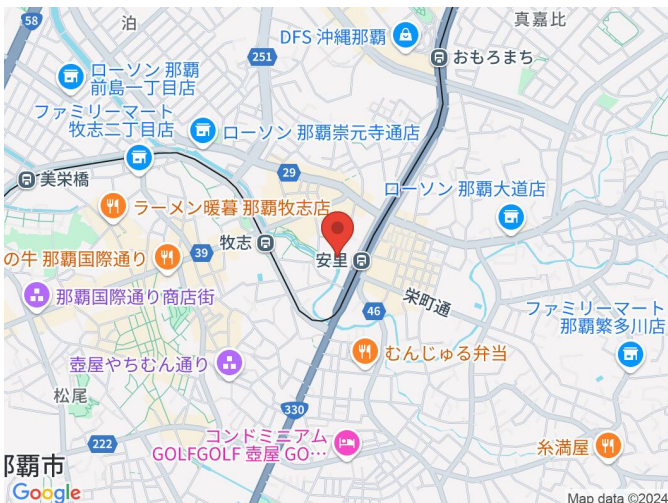 58
泊
251
DFS 沖縄那覇
真嘉比
おもろまち
ローソン 那覇
前島一丁目店
ファミリーマート
牧志二丁目店
ローソン 那覇崇元寺通店
美栄橋
29
ローソン 那覇大道店
ラーメン暖暮 那覇牧志店
牧志
の牛 那覇国際通り
39
安里
那覇国際通り商店街
栄町通
46
ファミリーマート
那覇繁多川店
むんじゅる弁当
壺屋やちむん通り
松尾
330
222
コンドミニアム
GOLFGOLF 壺屋 GO…
糸満屋
那覇市
Google
Map data ©2024